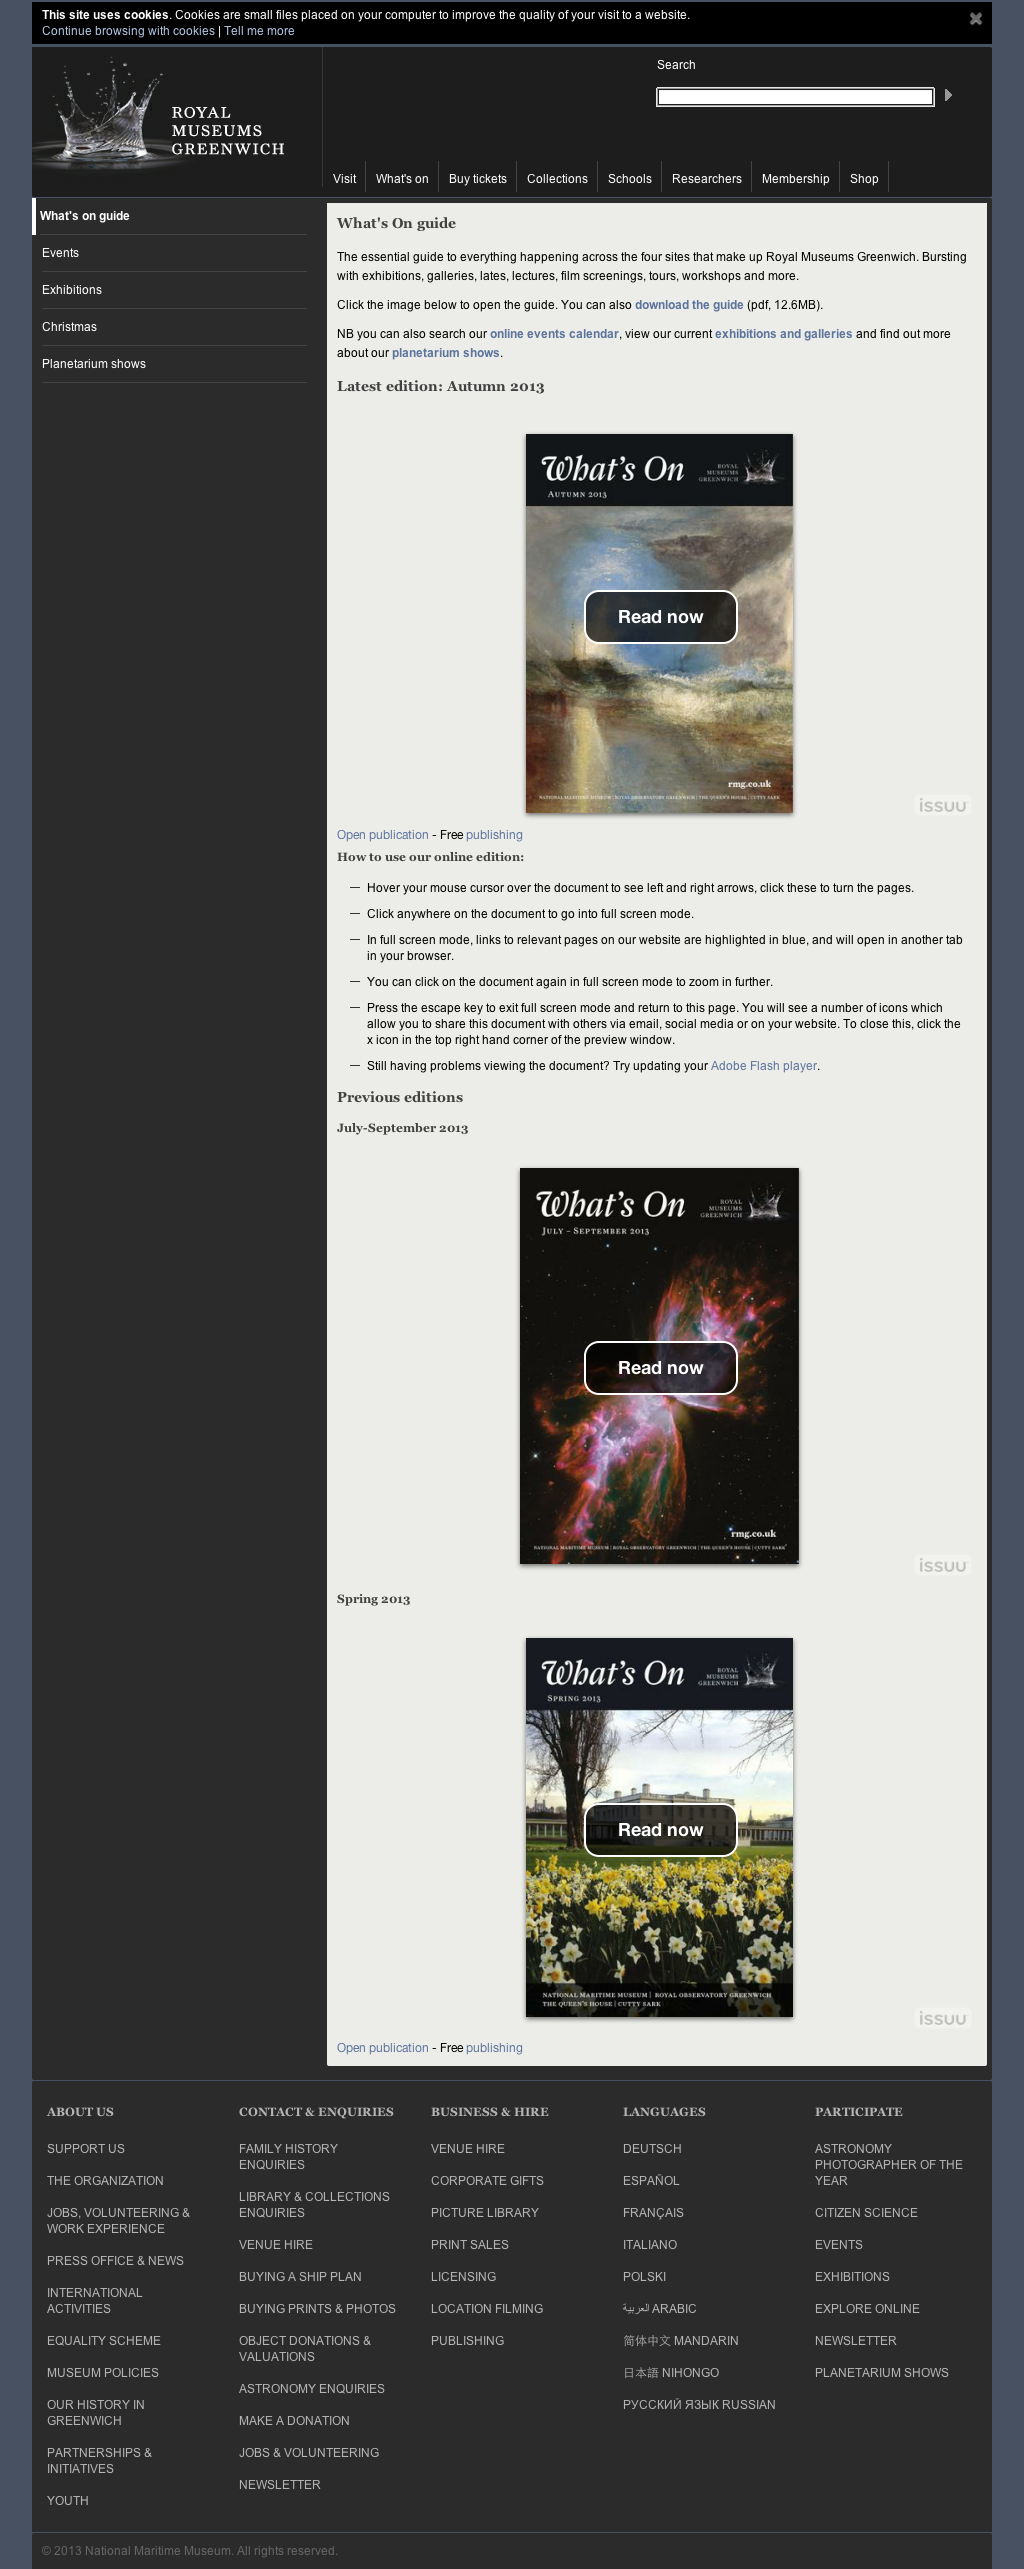 This site uses cookies. Cookies are small files placed on your computer to improve the quality of your visit to a website.
Continue browsing with cookies | Tell me more
Search
ROYAL
MUSEUMS
GREENWICH
Visit
What's on
Buy tickets
Collections
Schools
Researchers
Membership
Shop
What's on guide
Events
Exhibitions
Christmas
Planetarium shows
What's On guide
The essential guide to everything happening across the four sites that make up Royal Museums Greenwich. Bursting
with exhibitions, galleries, lates, lectures, film screenings, tours, workshops and more.
Click the image below to open the guide. You can also download the guide (pdf, 12.6MB).
NB you can also search our online events calendar, view our current exhibitions and galleries and find out more
about our planetarium shows.
Latest edition: Autumn 2013
What's On
ROYAL
MUSEUMS
GREENWICH
AUTUMN 2013
Read now
rmg.co.uk
NATIONAL MARITIME MUSEUM | ROYAL OBSERVATORY GREENWICH | THE QUEEN'S HOUSE | CUTTY SARK
issuu
Open publication - Free publishing
How to use our online edition:
— Hover your mouse cursor over the document to see left and right arrows, click these to turn the pages.
— Click anywhere on the document to go into full screen mode.
— In full screen mode, links to relevant pages on our website are highlighted in blue, and will open in another tab
in your browser.
— You can click on the document again in full screen mode to zoom in further.
— Press the escape key to exit full screen mode and return to this page. You will see a number of icons which
allow you to share this document with others via email, social media or on your website. To close this, click the
x icon in the top right hand corner of the preview window.
— Still having problems viewing the document? Try updating your Adobe Flash player.
Previous editions
July-September 2013
What's On
ROYAL
MUSEUMS
GREENWICH
JULY – SEPTEMBER 2013
Read now
rmg.co.uk
NATIONAL MARITIME MUSEUM | ROYAL OBSERVATORY GREENWICH | THE QUEEN'S HOUSE | CUTTY SARK
issuu
Spring 2013
What's On
ROYAL
MUSEUMS
GREENWICH
SPRING 2013
Read now
NATIONAL MARITIME MUSEUM | ROYAL OBSERVATORY GREENWICH
THE QUEEN'S HOUSE | CUTTY SARK
issuu
Open publication - Free publishing
ABOUT US
SUPPORT US
THE ORGANIZATION
JOBS, VOLUNTEERING &
WORK EXPERIENCE
PRESS OFFICE & NEWS
INTERNATIONAL
ACTIVITIES
EQUALITY SCHEME
MUSEUM POLICIES
OUR HISTORY IN
GREENWICH
PARTNERSHIPS &
INITIATIVES
YOUTH
CONTACT & ENQUIRIES
FAMILY HISTORY
ENQUIRIES
LIBRARY & COLLECTIONS
ENQUIRIES
VENUE HIRE
BUYING A SHIP PLAN
BUYING PRINTS & PHOTOS
OBJECT DONATIONS &
VALUATIONS
ASTRONOMY ENQUIRIES
MAKE A DONATION
JOBS & VOLUNTEERING
NEWSLETTER
BUSINESS & HIRE
VENUE HIRE
CORPORATE GIFTS
PICTURE LIBRARY
PRINT SALES
LICENSING
LOCATION FILMING
PUBLISHING
LANGUAGES
DEUTSCH
ESPAÑOL
FRANÇAIS
ITALIANO
POLSKI
العربية ARABIC
简体中文 MANDARIN
日本語 NIHONGO
РУССКИЙ ЯЗЫК RUSSIAN
PARTICIPATE
ASTRONOMY
PHOTOGRAPHER OF THE
YEAR
CITIZEN SCIENCE
EVENTS
EXHIBITIONS
EXPLORE ONLINE
NEWSLETTER
PLANETARIUM SHOWS
© 2013 National Maritime Museum. All rights reserved.